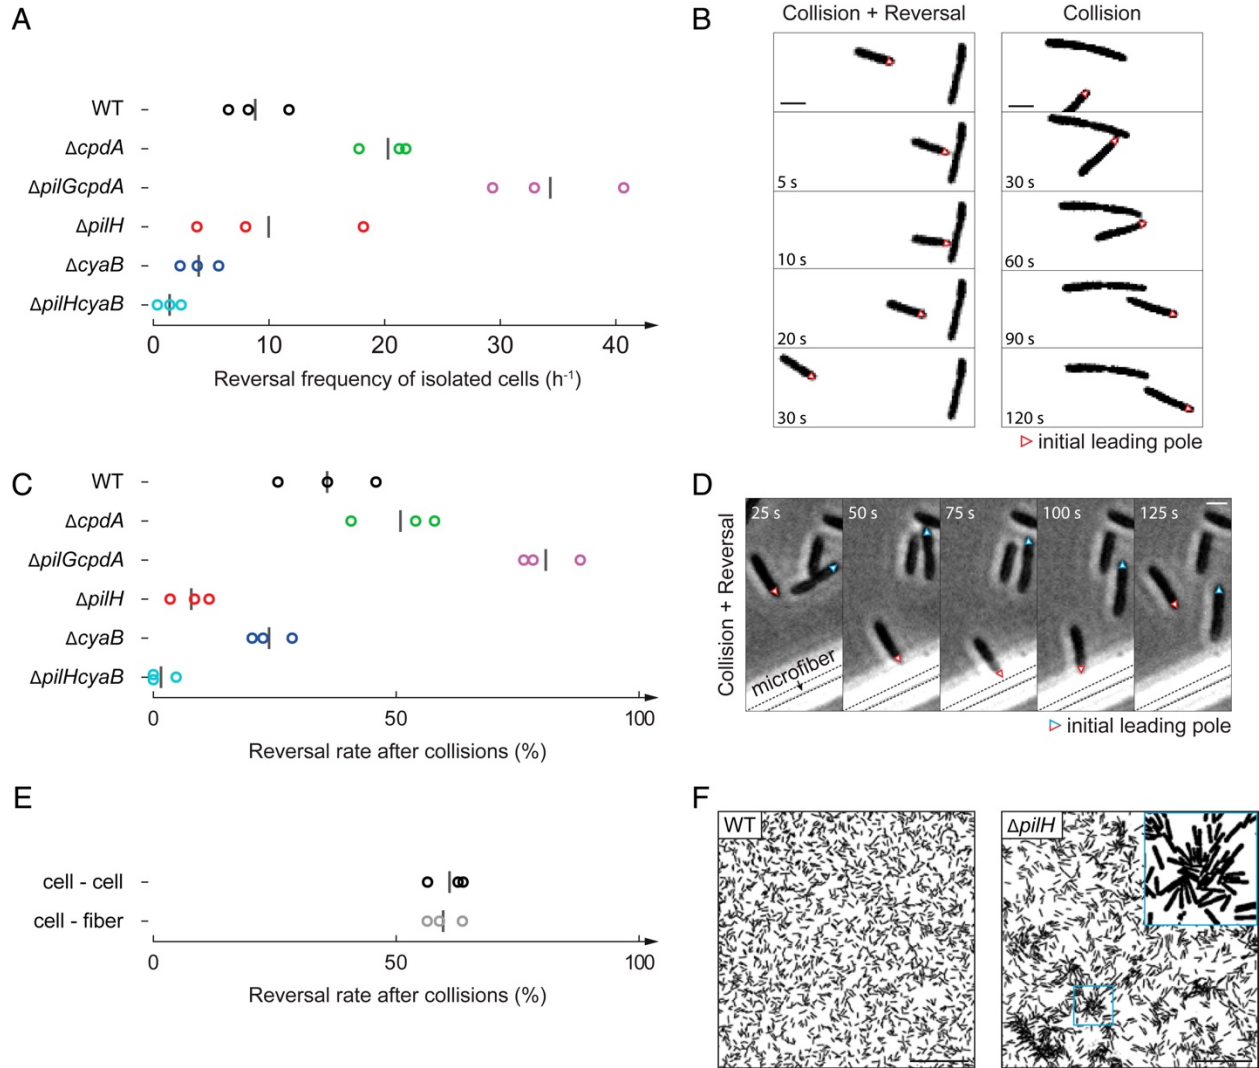 A
WT
ΔcpdA
ΔpilGcpdA
ΔpilH
ΔcyaB
ΔpilHcyaB
0 10 20 30 40
Reversal frequency of isolated cells (h⁻¹)
B
Collision + Reversal
Collision
5 s
10 s
20 s
30 s
30 s
60 s
90 s
120 s
initial leading pole
C
WT
ΔcpdA
ΔpilGcpdA
ΔpilH
ΔcyaB
ΔpilHcyaB
0 50 100
Reversal rate after collisions (%)
D
Collision + Reversal
25 s 50 s 75 s 100 s 125 s
microfiber
initial leading pole
E
cell - cell
cell - fiber
0 50 100
Reversal rate after collisions (%)
F
WT
ΔpilH